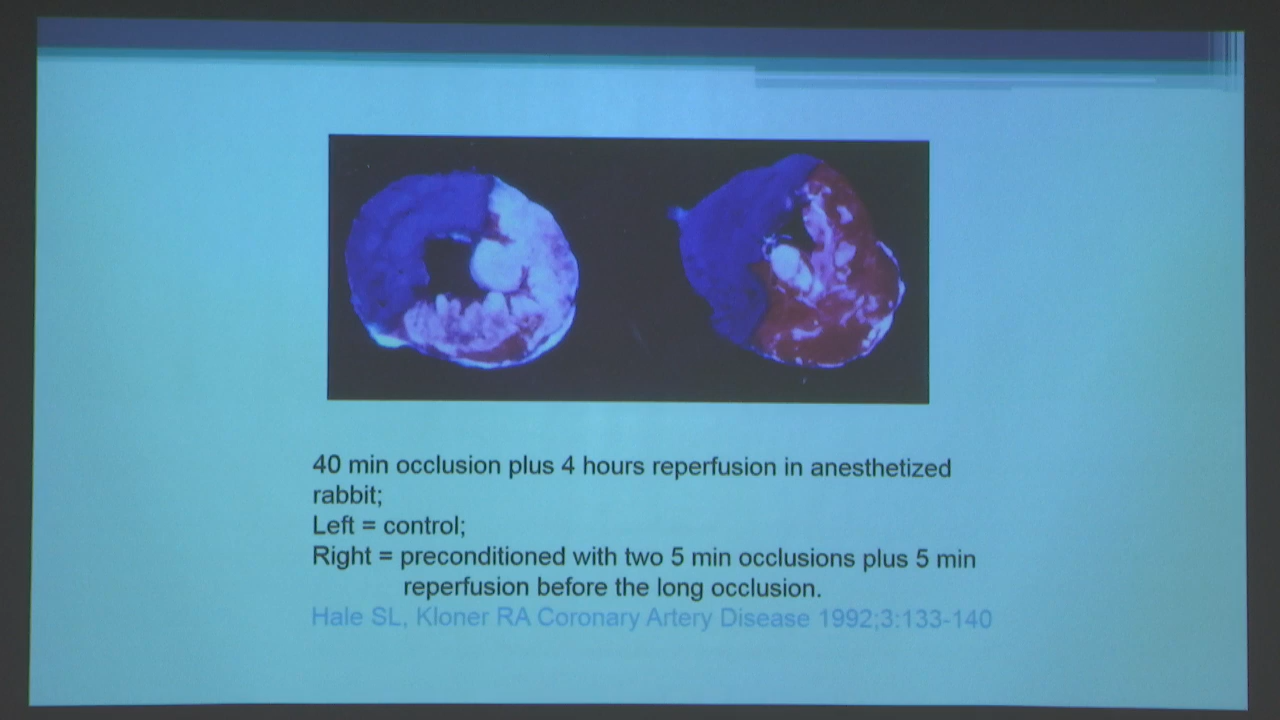 40 min occlusion plus 4 hours reperfusion in anesthetized
rabbit;
Left = control;
Right = preconditioned with two 5 min occlusions plus 5 min
reperfusion before the long occlusion.
Hale SL, Kloner RA Coronary Artery Disease 1992;3:133-140